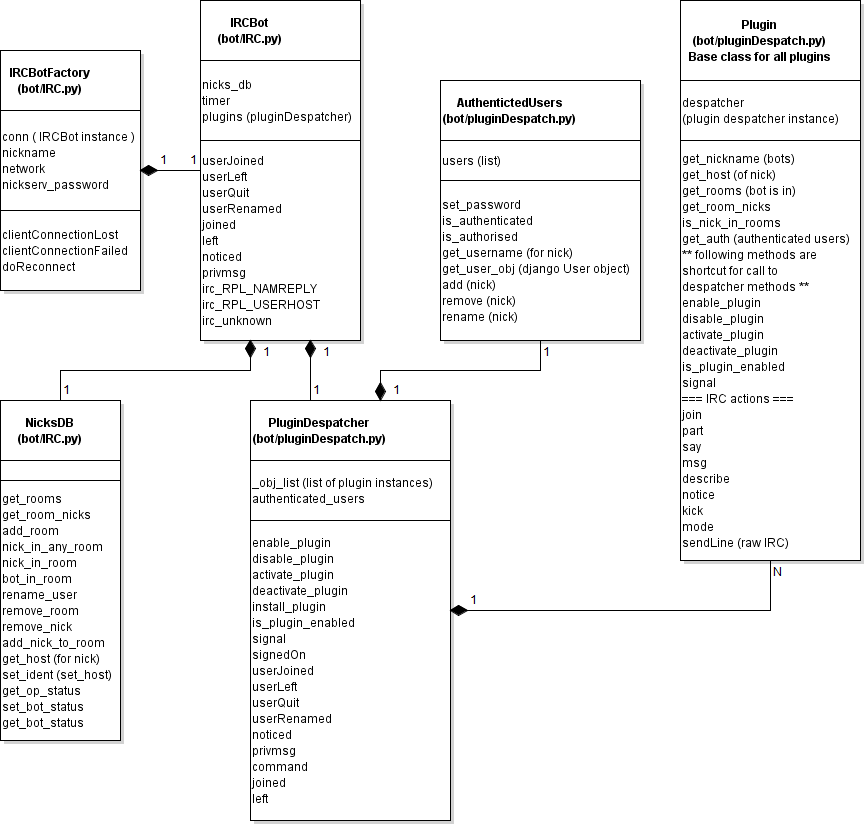 IRCBotFactory
(bot/IRC.py)
conn ( IRCBot instance )
nickname
network
nickserv_password
clientConnectionLost
clientConnectionFailed
doReconnect
1
1
IRCBot
(bot/IRC.py)
nicks_db
timer
plugins (pluginDespatcher)
userJoined
userLeft
userQuit
userRenamed
joined
left
noticed
privmsg
irc_RPL_NAMREPLY
irc_RPL_USERHOST
irc_unknown
1
1
AuthentictedUsers
(bot/pluginDespatch.py)
users (list)
set_password
is_authenticated
is_authorised
get_username (for nick)
get_user_obj (django User object)
add (nick)
remove (nick)
rename (nick)
1
Plugin
(bot/pluginDespatch.py)
Base class for all plugins
despatcher
(plugin despatcher instance)
get_nickname (bots)
get_host (of nick)
get_rooms (bot is in)
get_room_nicks
is_nick_in_rooms
get_auth (authenticated users)
** following methods are
shortcut for call to
despatcher methods **
enable_plugin
disable_plugin
activate_plugin
deactivate_plugin
is_plugin_enabled
signal
=== IRC actions ===
join
part
say
msg
describe
notice
kick
mode
sendLine (raw IRC)
N
1
NicksDB
(bot/IRC.py)
get_rooms
get_room_nicks
add_room
nick_in_any_room
nick_in_room
bot_in_room
rename_user
remove_room
remove_nick
add_nick_to_room
get_host (for nick)
set_ident (set_host)
get_op_status
set_bot_status
get_bot_status
1
1
PluginDespatcher
(bot/pluginDespatch.py)
_obj_list (list of plugin instances)
authenticated_users
enable_plugin
disable_plugin
activate_plugin
deactivate_plugin
install_plugin
is_plugin_enabled
signal
signedOn
userJoined
userLeft
userQuit
userRenamed
noticed
privmsg
command
joined
left
1